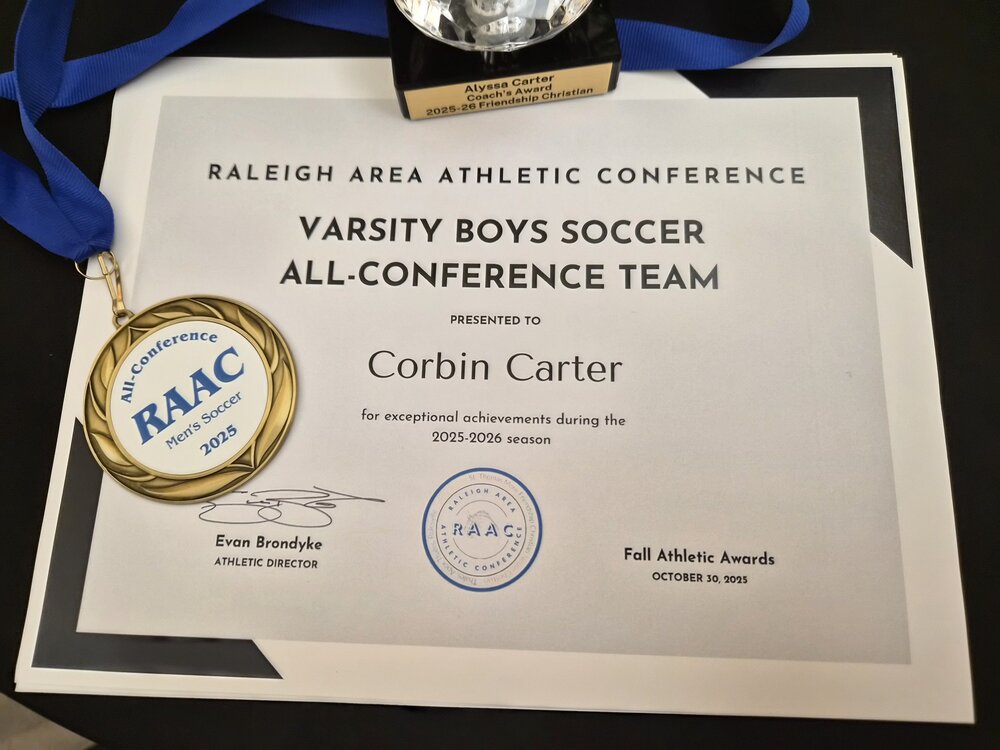 Alyssa Carter
Coach's Award
2025-26 Friendship Christian
RALEIGH AREA ATHLETIC CONFERENCE
VARSITY BOYS SOCCER
ALL-CONFERENCE TEAM
PRESENTED TO
Corbin Carter
for exceptional achievements during the
2025-2026 season
All-Conference
RAAC
Men's Soccer
2025
Evan Brondyke
ATHLETIC DIRECTOR
RALEIGH AREA
RAAC
ATHLETIC CONFERENCE
Fall Athletic Awards
OCTOBER 30, 2025